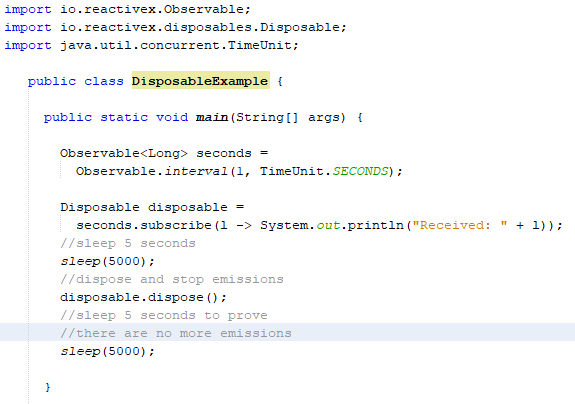 import io.reactivex.Observable;
import io.reactivex.disposables.Disposable;
import java.util.concurrent.TimeUnit;
public class DisposableExample {
public static void main(String[] args) {
Observable<Long> seconds =
Observable.interval(1, TimeUnit.SECONDS);
Disposable disposable =
seconds.subscribe(l -> System.out.println("Received: " + l));
//sleep 5 seconds
sleep(5000);
//dispose and stop emissions
disposable.dispose();
//sleep 5 seconds to prove
//there are no more emissions
sleep(5000);
}